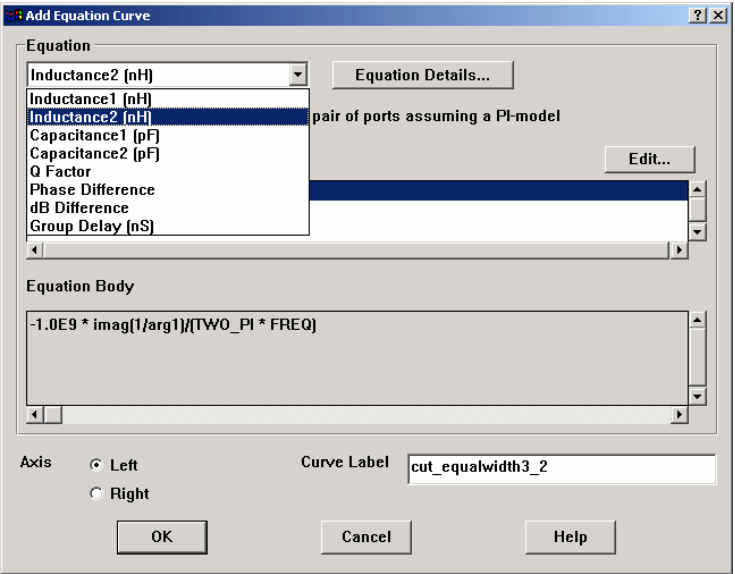 Add Equation Curve
Equation
Inductance2 (nH)
Equation Details...
Inductance1 (nH)
Inductance2 (nH)
pair of ports assuming a PI-model
Capacitance1 (pF)
Capacitance2 (pF)
Edit...
Q Factor
Phase Difference
dB Difference
Group Delay (nS)
Equation Body
-1.0E9 * imag(1/arg1)/(TWO_PI * FREQ)
Axis
Left
Curve Label
cut_equalwidth3_2
Right
OK
Cancel
Help